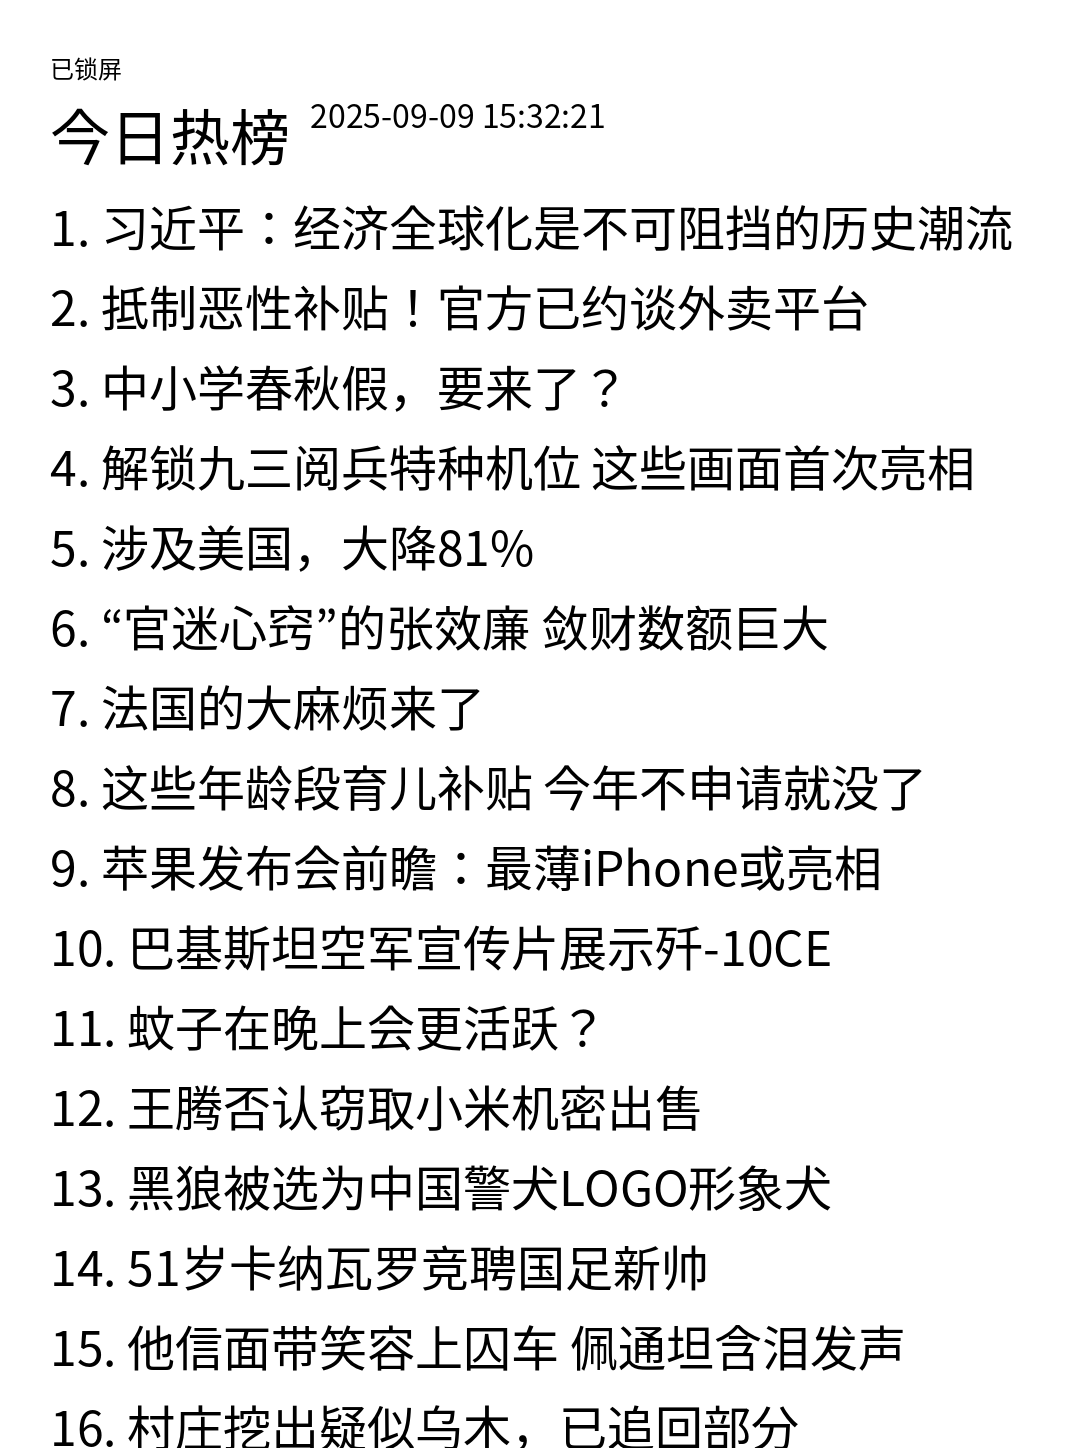 已锁屏
今日热榜 2025-09-09 15:32:21
1. 习近平：经济全球化是不可阻挡的历史潮流
2. 抵制恶性补贴！官方已约谈外卖平台
3. 中小学春秋假，要来了？
4. 解锁九三阅兵特种机位 这些画面首次亮相
5. 涉及美国，大降81%
6. “官迷心窍”的张效廉 敛财数额巨大
7. 法国的大麻烦来了
8. 这些年龄段育儿补贴 今年不申请就没了
9. 苹果发布会前瞻：最薄iPhone或亮相
10. 巴基斯坦空军宣传片展示歼-10CE
11. 蚊子在晚上会更活跃？
12. 王腾否认窃取小米机密出售
13. 黑狼被选为中国警犬LOGO形象犬
14. 51岁卡纳瓦罗竞聘国足新帅
15. 他信面带笑容上囚车 佩通坦含泪发声
16. 村庄挖出疑似乌木，已追回部分